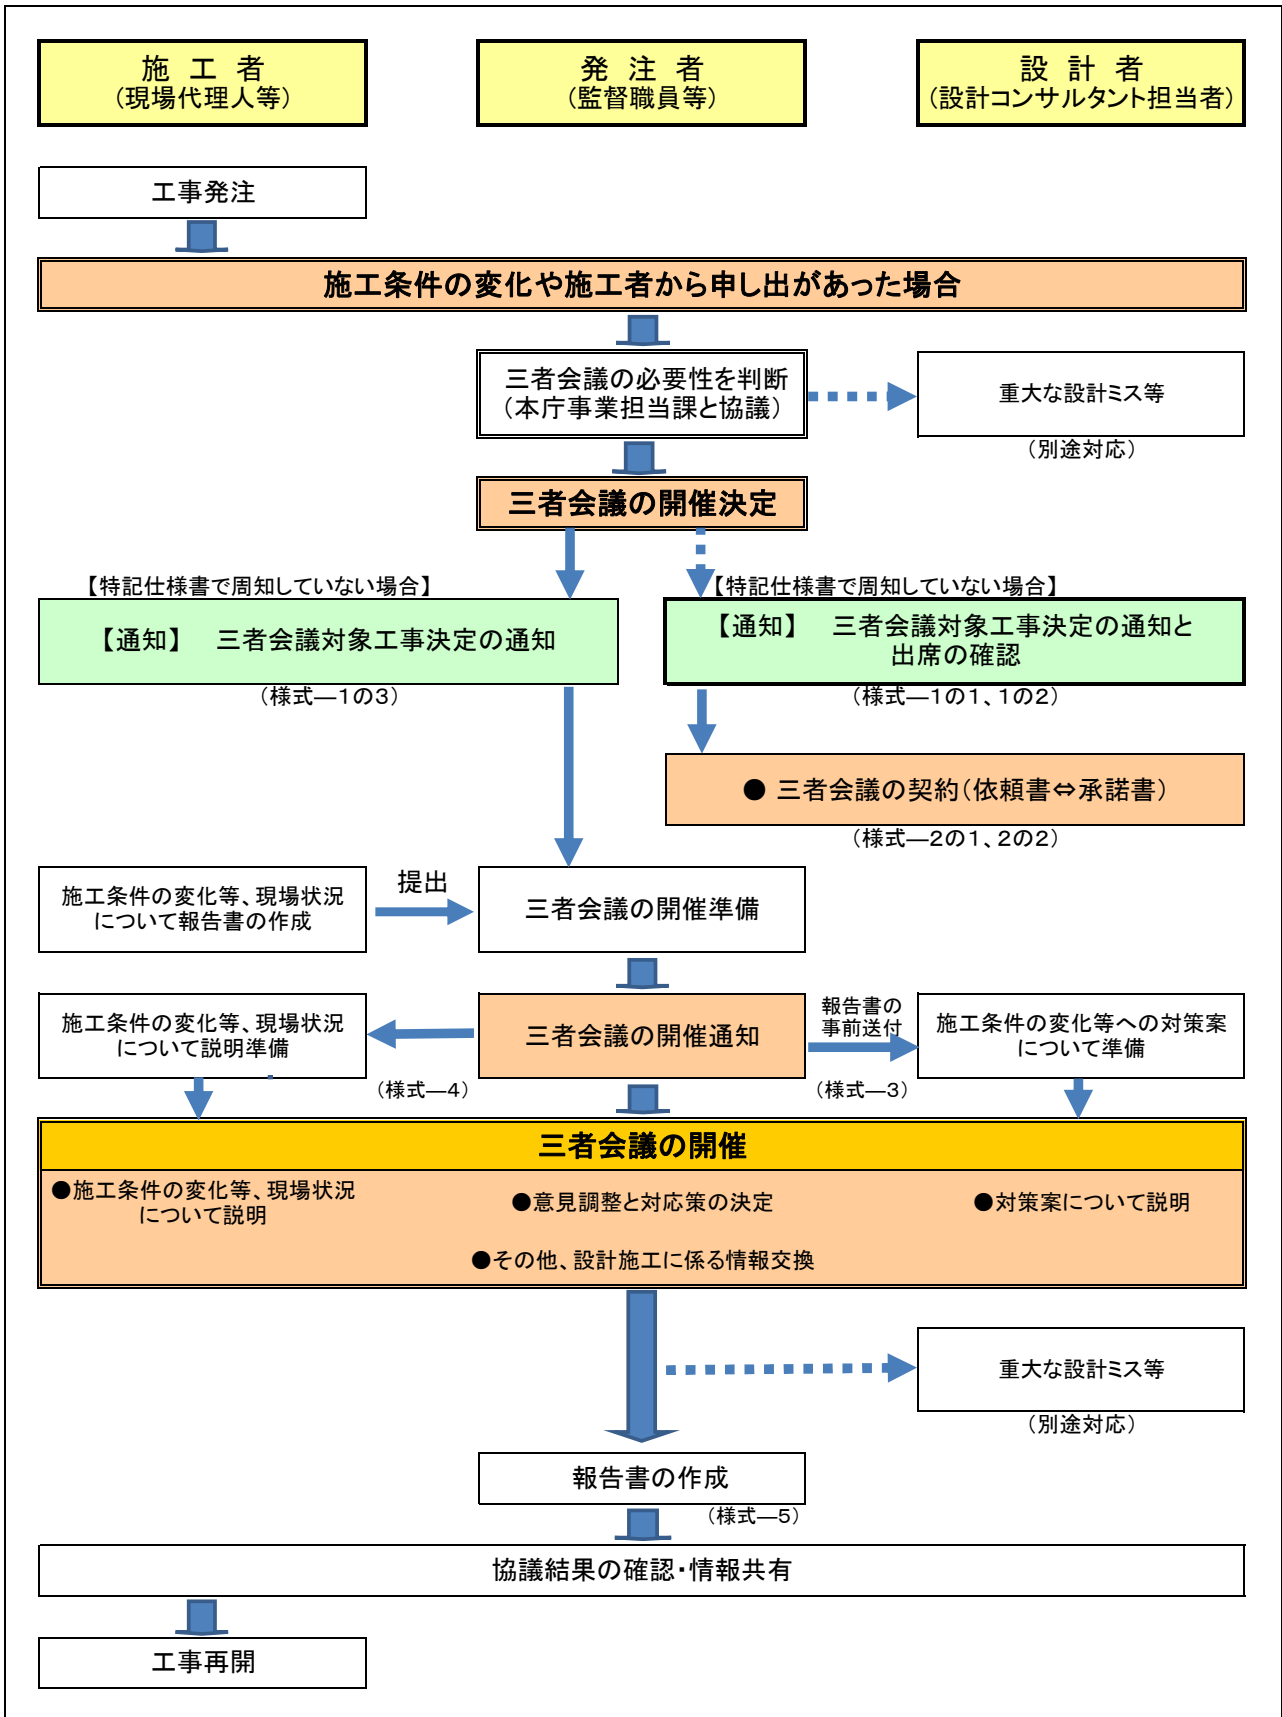 施 工 者
（現場代理人等）
発 注 者
（監督職員等）
設 計 者
（設計コンサルタント担当者）
工事発注
施工条件の変化や施工者から申し出があった場合
三者会議の必要性を判断
（本庁事業担当課と協議）
重大な設計ミス等
（別途対応）
三者会議の開催決定
【特記仕様書で周知していない場合】
【特記仕様書で周知していない場合】
【通知】　三者会議対象工事決定の通知
（様式―1の3）
【通知】　三者会議対象工事決定の通知と
出席の確認
（様式―1の1、1の2）
● 三者会議の契約（依頼書⇔承諾書）
（様式―2の1、2の2）
施工条件の変化等、現場状況
について報告書の作成
提出
三者会議の開催準備
施工条件の変化等、現場状況
について説明準備
三者会議の開催通知
報告書の
事前送付
施工条件の変化等への対策案
について準備
（様式―4）
（様式―3）
三者会議の開催
●施工条件の変化等、現場状況
について説明
●意見調整と対応策の決定
●対策案について説明
●その他、設計施工に係る情報交換
重大な設計ミス等
（別途対応）
報告書の作成
（様式―5）
協議結果の確認・情報共有
工事再開